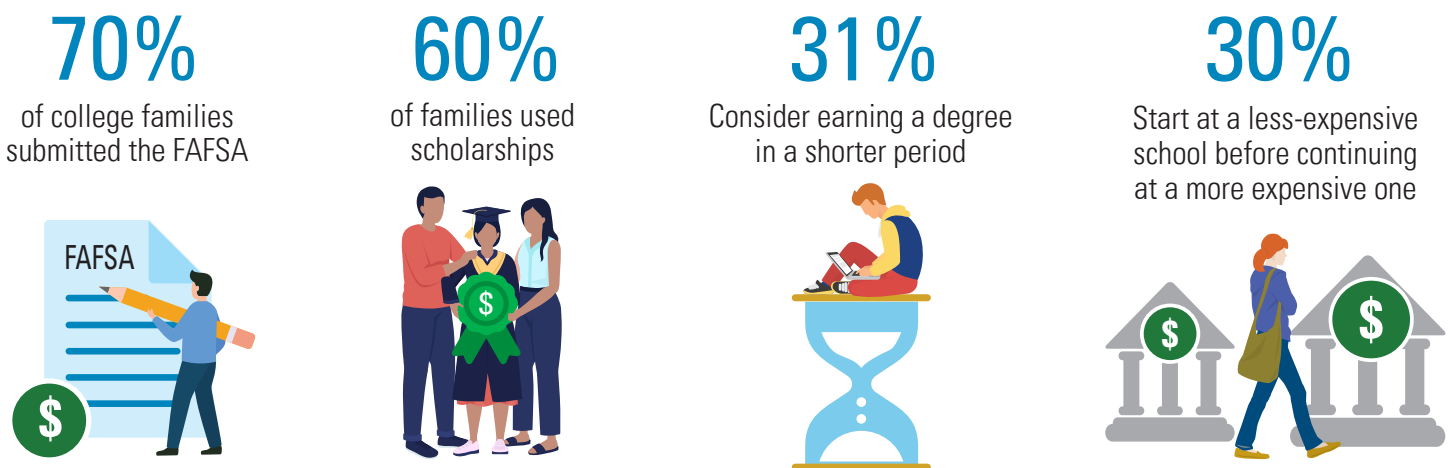 70%
of college families
submitted the FAFSA
FAFSA
$
60%
of families used
scholarships
$
31%
Consider earning a degree
in a shorter period
30%
Start at a less-expensive
school before continuing
at a more expensive one
$
$